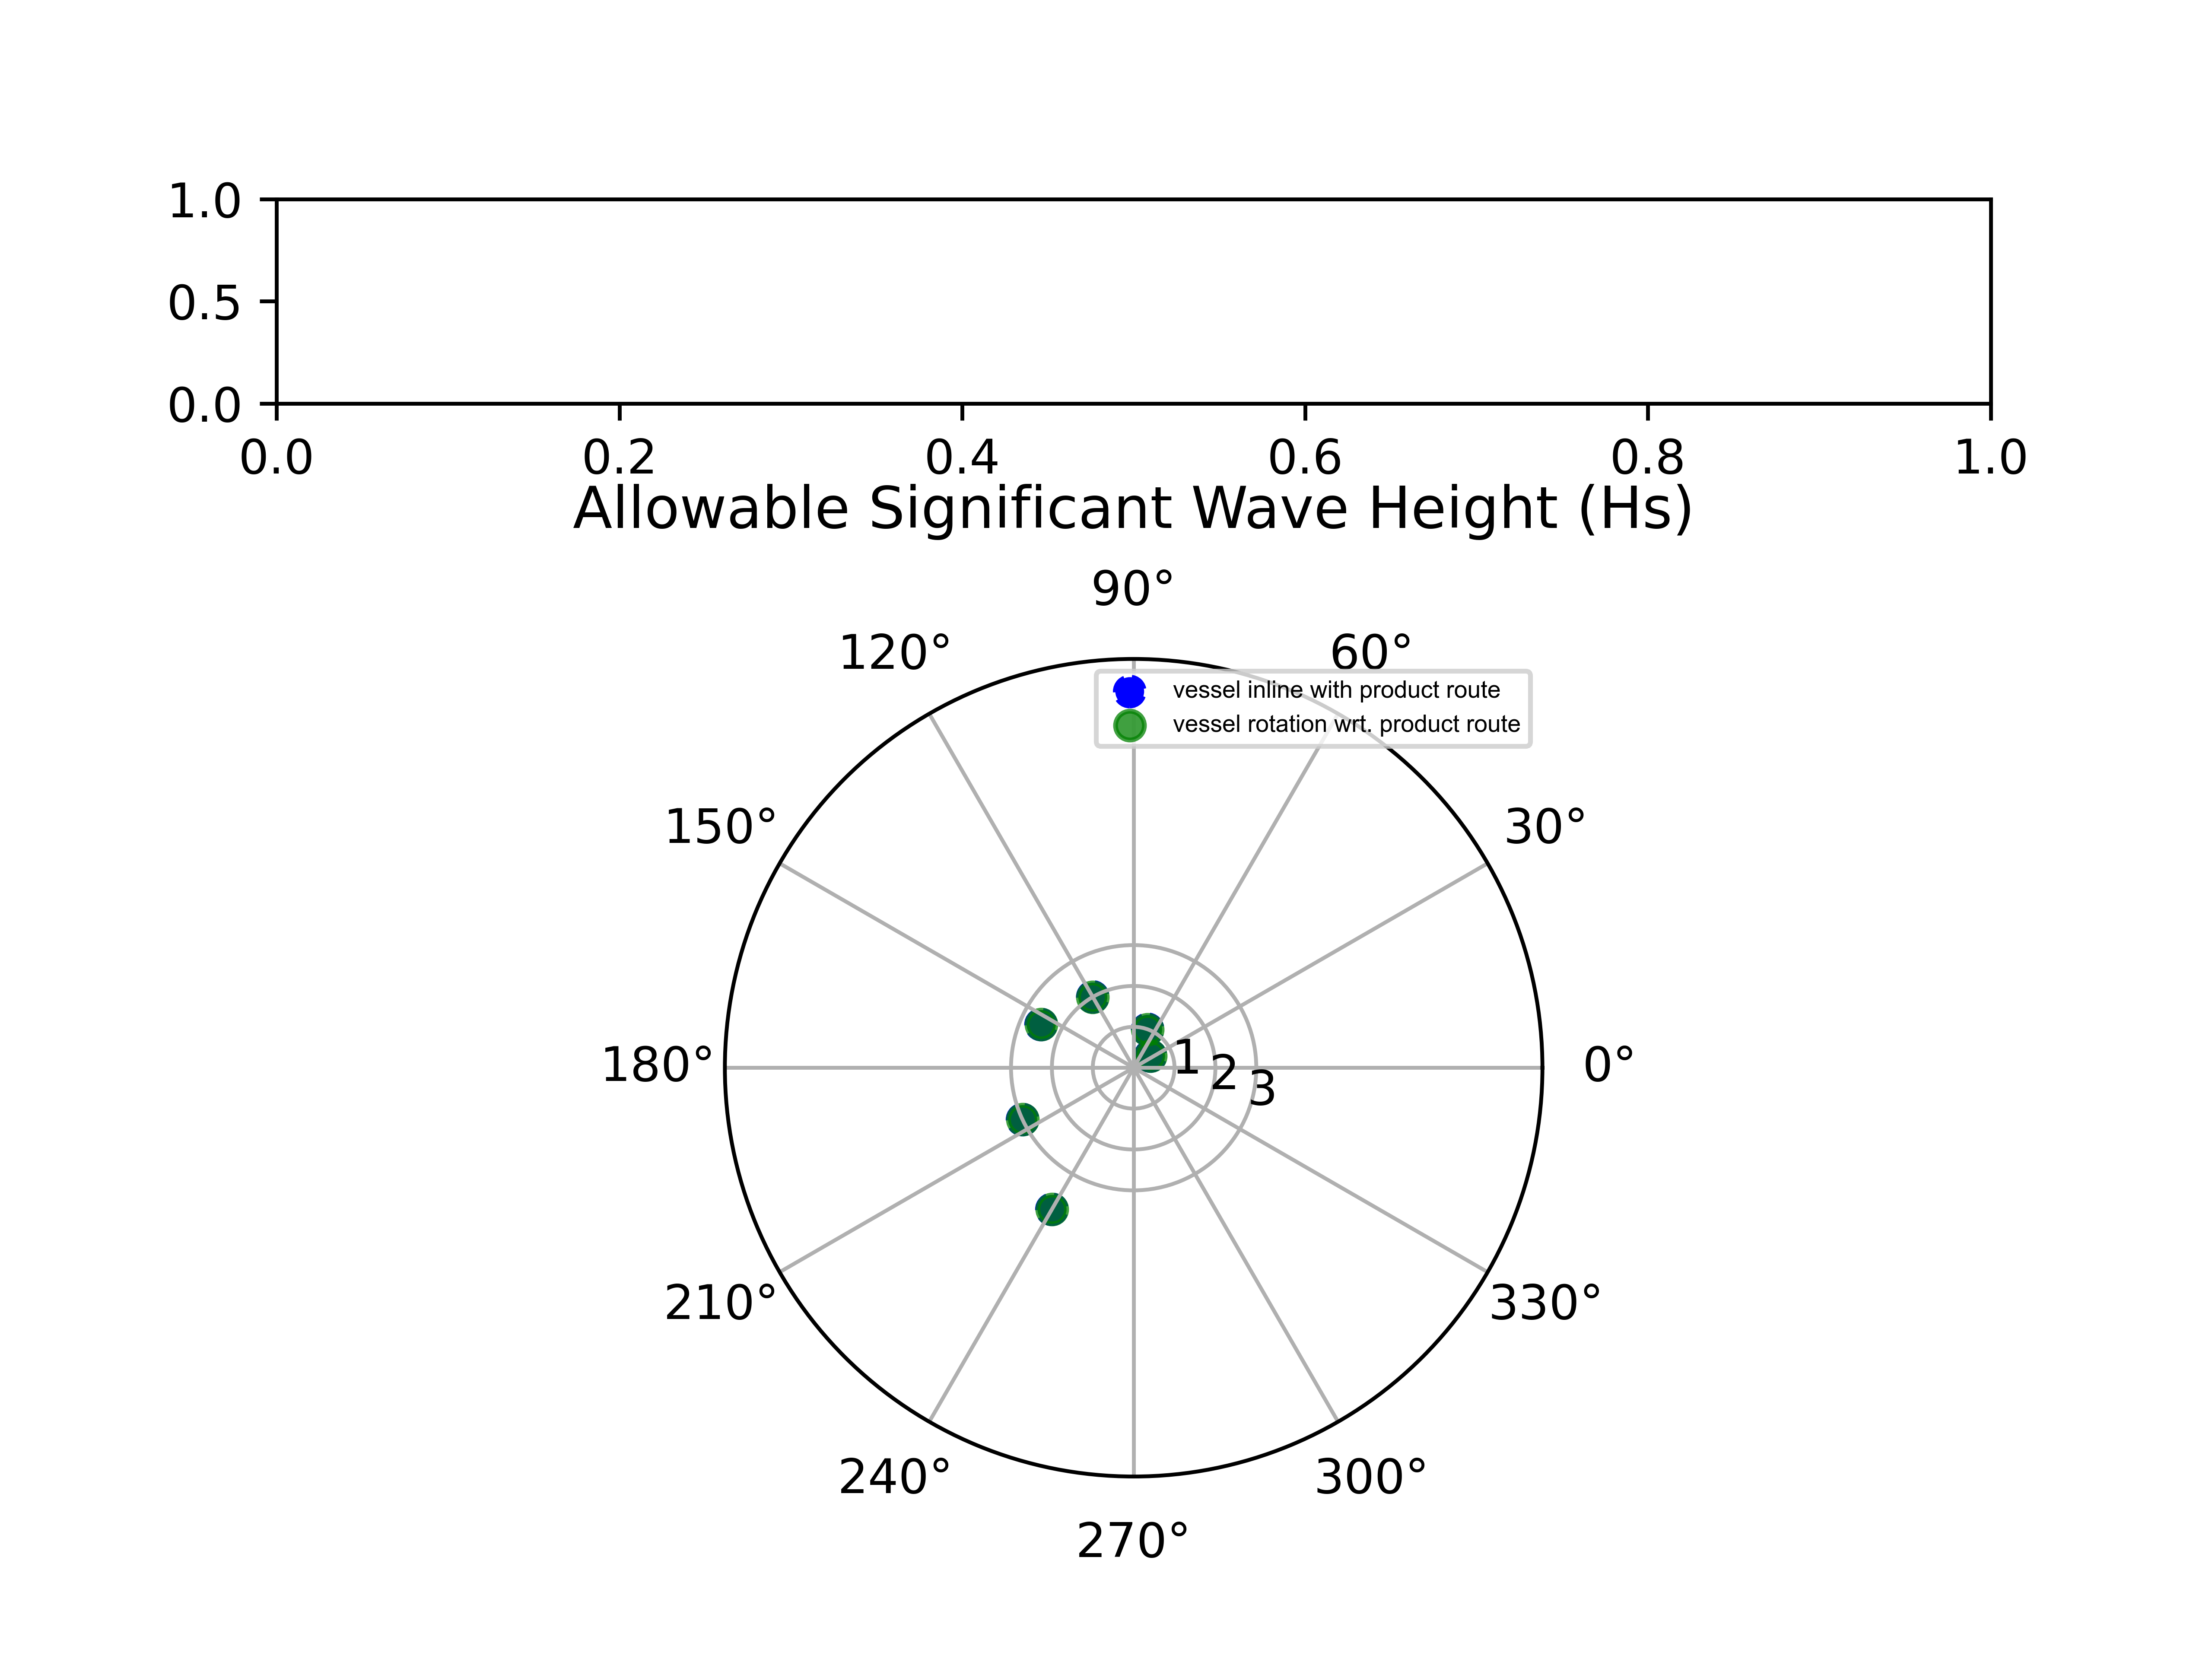 1.0
0.5
0.0
0.0 0.2 0.4 0.6 0.8 1.0
Allowable Significant Wave Height (Hs)
90°
120° 60°
vessel inline with product route
vessel rotation wrt. product route
150° 30°
180° 1 2 3 0°
210° 330°
240° 300°
270°